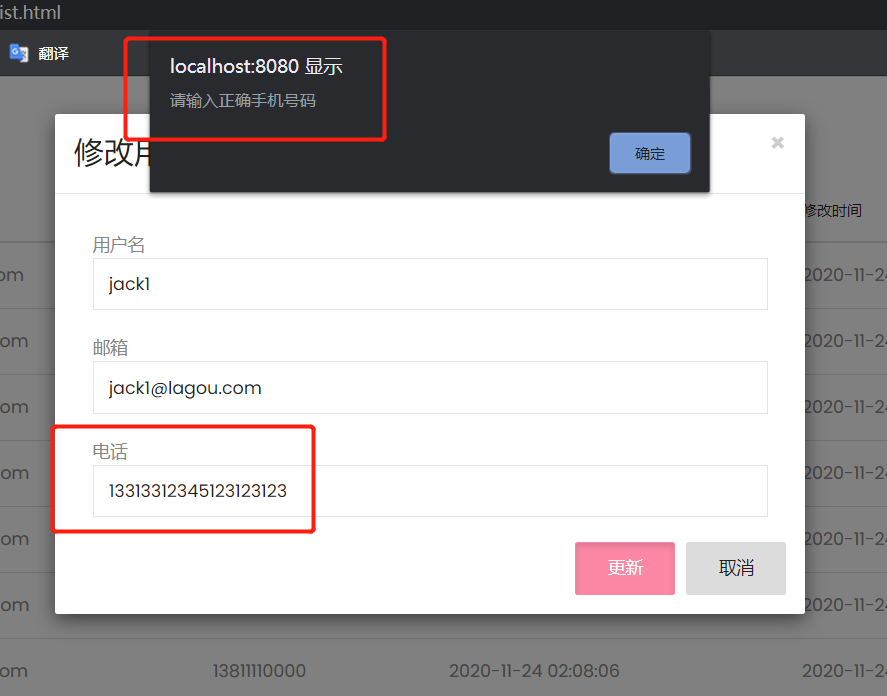 ist.html
翻译
localhost:8080 显示
请输入正确手机号码
确定
修改用
修改时间
用户名
om
2020-11-24
jack1
邮箱
om
2020-11-24
jack1@lagou.com
om
2020-11-24
电话
om
2020-11-24
13313312345123123123
om
2020-11-24
更新
取消
om
2020-11-24
om
13811110000
2020-11-24 02:08:06
2020-11-24